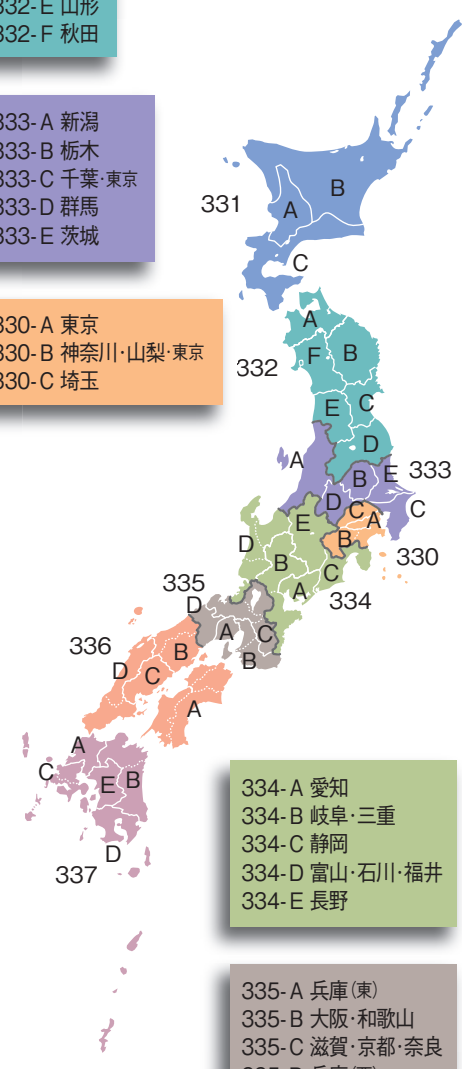 332-E 山形
332-F 秋田
333-A 新潟
333-B 栃木
333-C 千葉·東京
333-D 群馬
333-E 茨城
330-A 東京
330-B 神奈川·山梨·東京
330-C 埼玉
331
B
A
C
332
A
F
B
E
C
D
333
A
B
E
D
C
C
A
B
330
E
D
B
C
A
334
335
D
A
C
B
336
B
D
C
A
A
C
E
B
D
337
334-A 愛知
334-B 岐阜·三重
334-C 静岡
334-D 富山·石川·福井
334-E 長野
335-A 兵庫(東)
335-B 大阪·和歌山
335-C 滋賀·京都·奈良